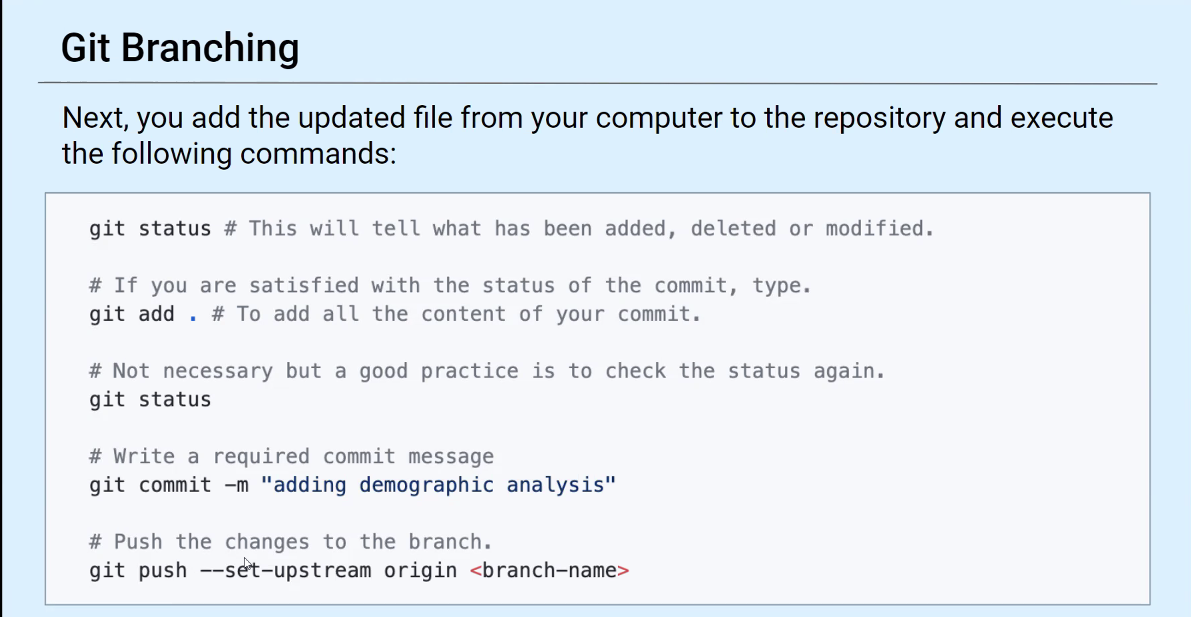 Git Branching
Next, you add the updated file from your computer to the repository and execute
the following commands:
git status # This will tell what has been added, deleted or modified.
# If you are satisfied with the status of the commit, type.
git add . # To add all the content of your commit.
# Not necessary but a good practice is to check the status again.
git status
# Write a required commit message
git commit -m "adding demographic analysis"
# Push the changes to the branch.
git push --set-upstream origin <branch-name>